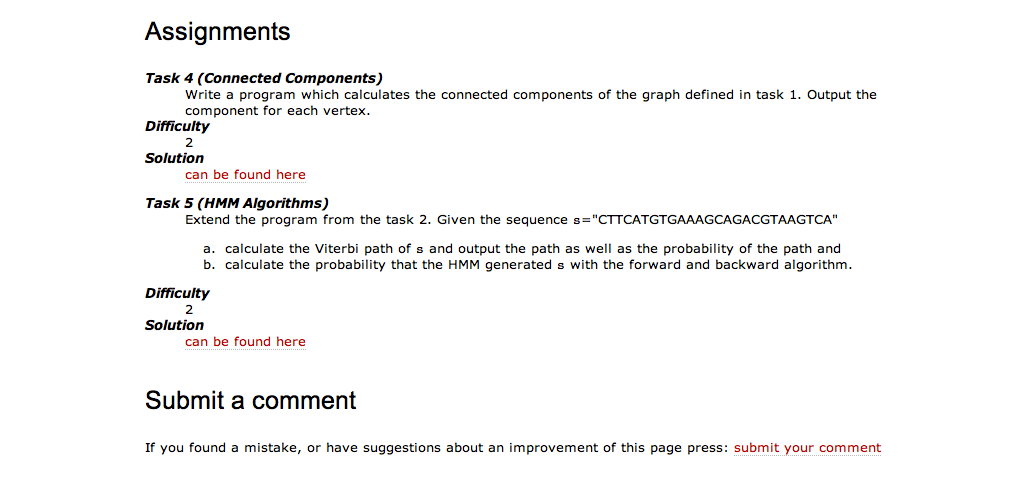 Assignments
Task 4 (Connected Components)
Write a program which calculates the connected components of the graph defined in task 1. Output the
component for each vertex.
Difficulty
2
Solution
can be found here
Task 5 (HMM Algorithms)
Extend the program from the task 2. Given the sequence s="CTTCATGTGAAAGCAGACGTAAGTCA"
a. calculate the Viterbi path of s and output the path as well as the probability of the path and
b. calculate the probability that the HMM generated s with the forward and backward algorithm.
Difficulty
2
Solution
can be found here
Submit a comment
If you found a mistake, or have suggestions about an improvement of this page press: submit your comment